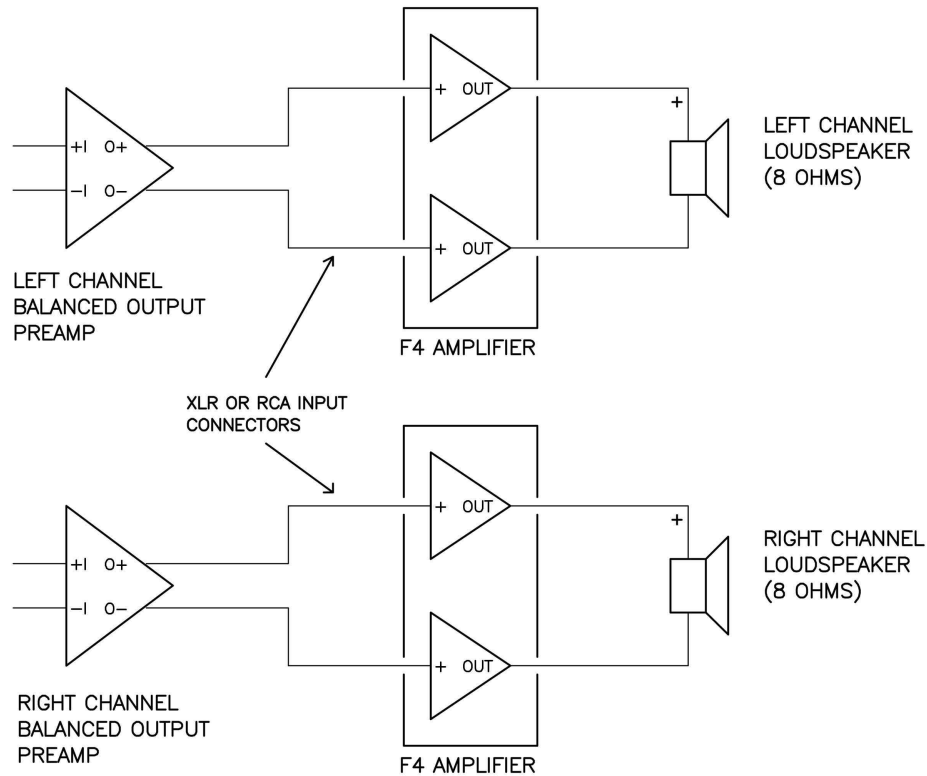 + OUT
+
LEFT CHANNEL
LOUDSPEAKER
(8 OHMS)
+I O+
-I O-
+ OUT
LEFT CHANNEL
BALANCED OUTPUT
PREAMP
F4 AMPLIFIER
XLR OR RCA INPUT
CONNECTORS
+ OUT
+
RIGHT CHANNEL
LOUDSPEAKER
(8 OHMS)
+I O+
-I O-
+ OUT
RIGHT CHANNEL
BALANCED OUTPUT
PREAMP
F4 AMPLIFIER